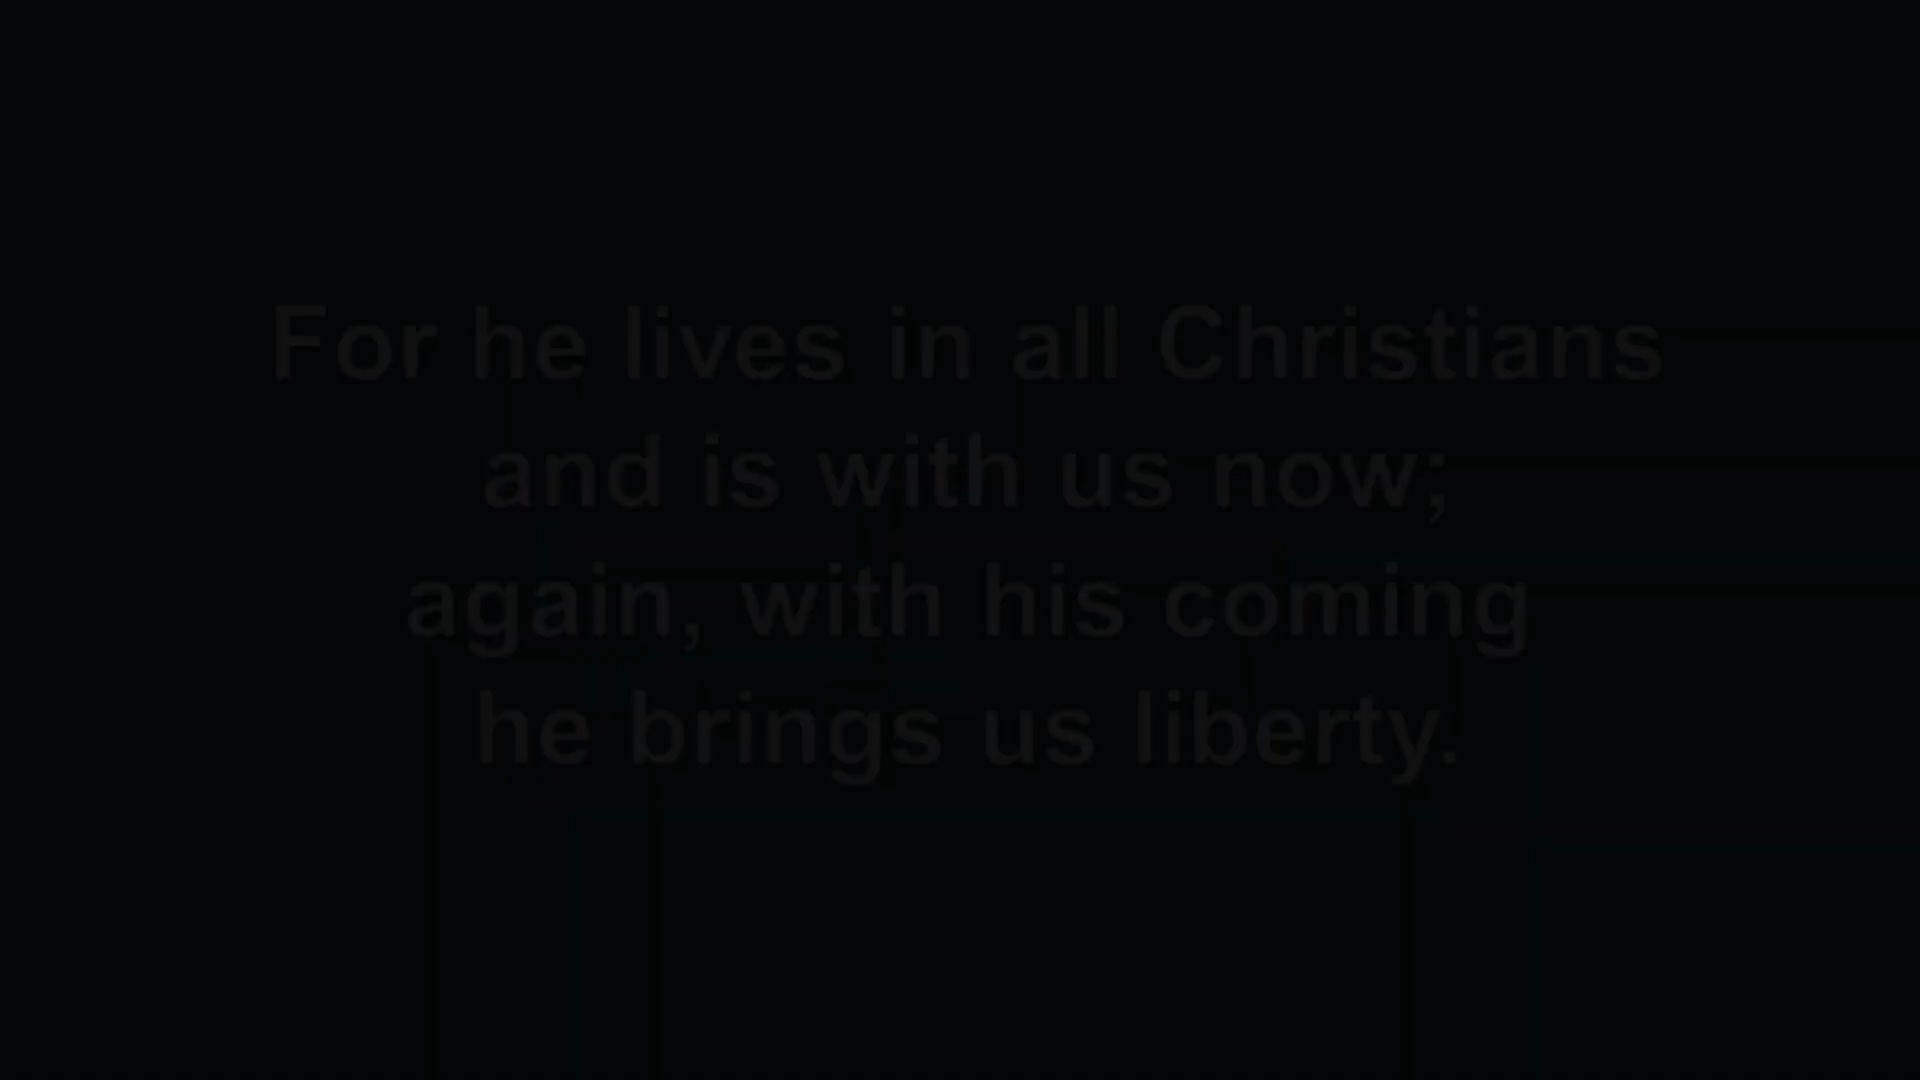 For he lives in all Christians
and is with us now;
again, with his coming
he brings us liberty.